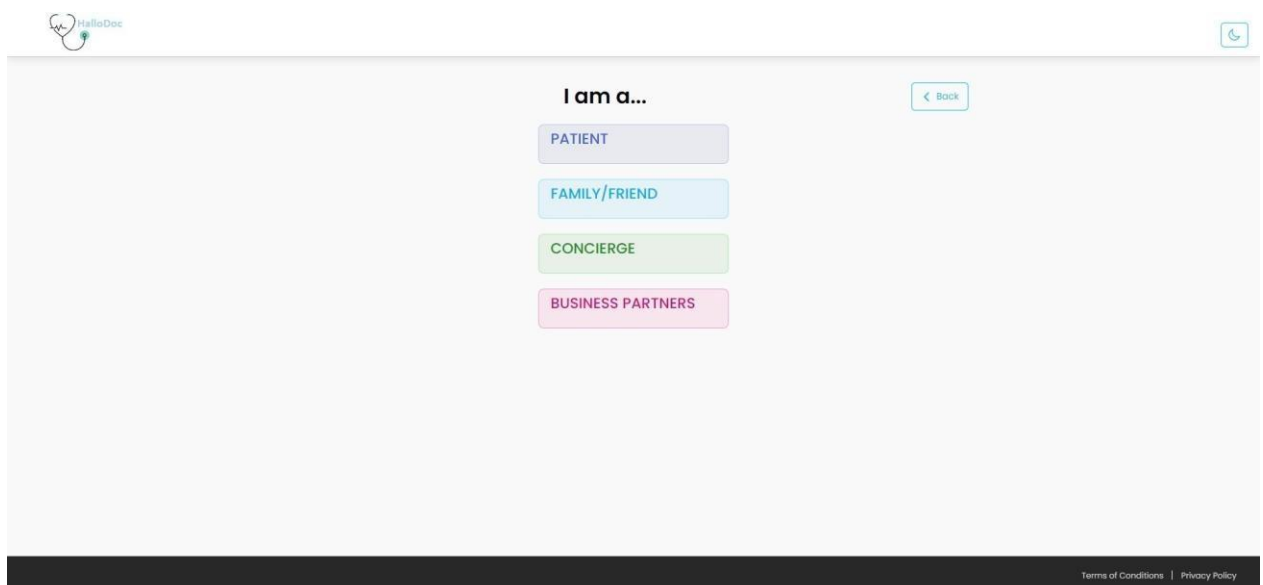 HalloDoc
I am a...
Back
PATIENT
FAMILY/FRIEND
CONCIERGE
BUSINESS PARTNERS
Terms of Conditions | Privacy Policy